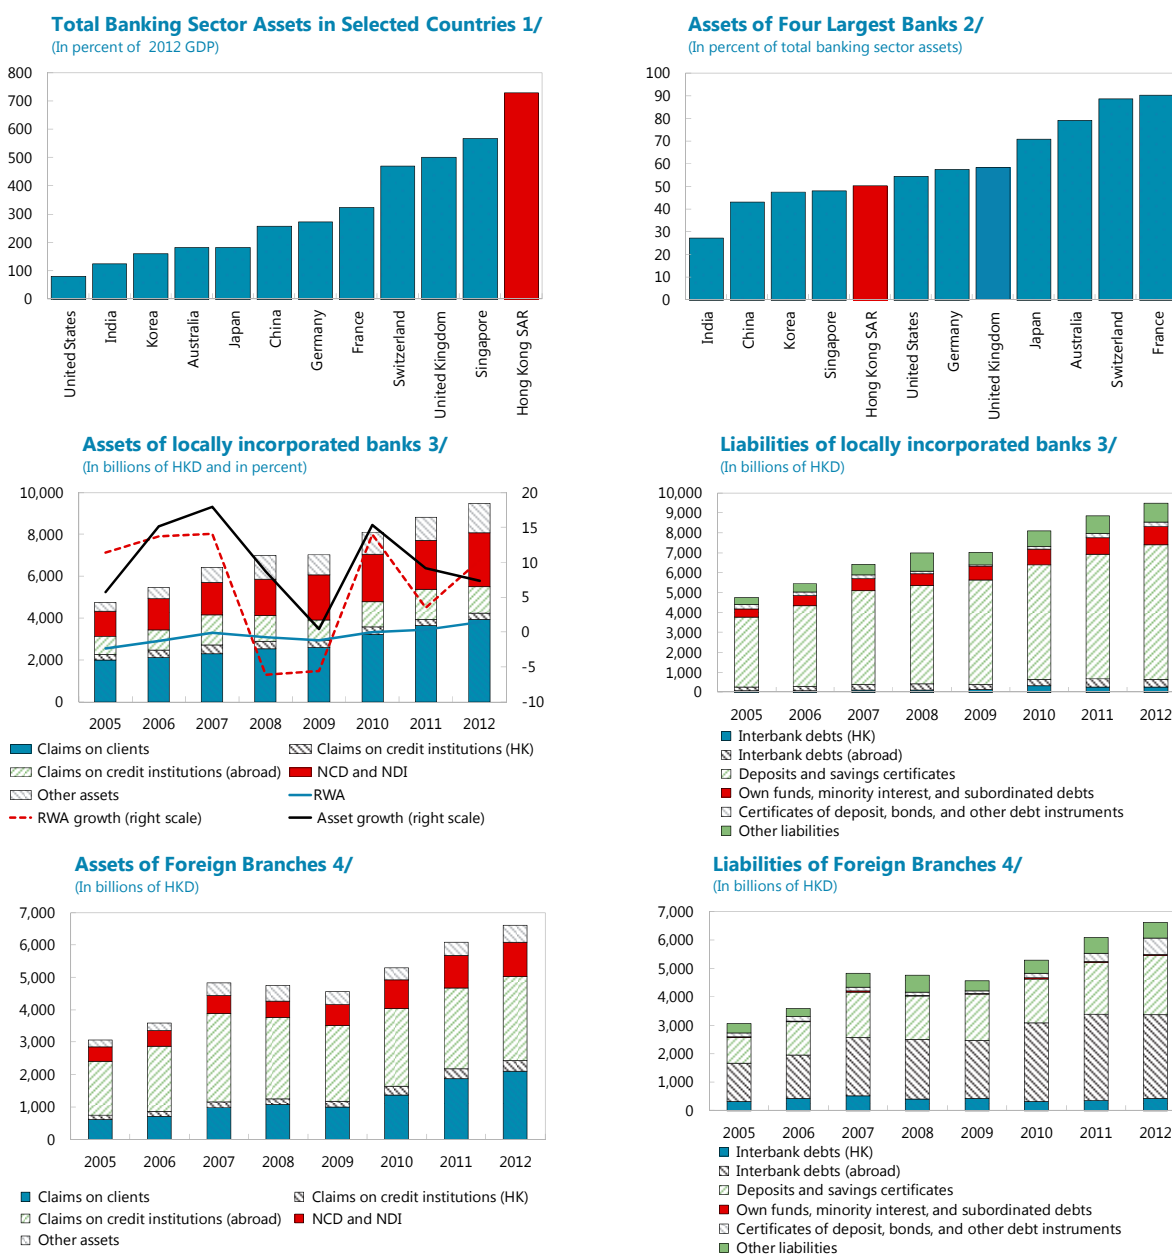 Total Banking Sector Assets in Selected Countries 1/
(In percent of 2012 GDP)
800
700
600
500
400
300
200
100
0
United States
India
Korea
Australia
Japan
China
Germany
France
Switzerland
United Kingdom
Singapore
Hong Kong SAR
Assets of Four Largest Banks 2/
(In percent of total banking sector assets)
100
90
80
70
60
50
40
30
20
10
0
India
China
Korea
Singapore
Hong Kong SAR
United States
Germany
United Kingdom
Japan
Australia
Switzerland
France
Assets of locally incorporated banks 3/
(In billions of HKD and in percent)
10,000
8,000
6,000
4,000
2,000
0
20
15
10
5
0
-5
-10
2005 2006 2007 2008 2009 2010 2011 2012
Claims on clients
Claims on credit institutions (HK)
Claims on credit institutions (abroad)
NCD and NDI
Other assets
RWA
RWA growth (right scale)
Asset growth (right scale)
Liabilities of locally incorporated banks 3/
(In billions of HKD)
10,000
9,000
8,000
7,000
6,000
5,000
4,000
3,000
2,000
1,000
0
2005 2006 2007 2008 2009 2010 2011 2012
Interbank debts (HK)
Interbank debts (abroad)
Deposits and savings certificates
Own funds, minority interest, and subordinated debts
Certificates of deposit, bonds, and other debt instruments
Other liabilities
Assets of Foreign Branches 4/
(In billions of HKD)
7,000
6,000
5,000
4,000
3,000
2,000
1,000
0
2005 2006 2007 2008 2009 2010 2011 2012
Claims on clients
Claims on credit institutions (HK)
Claims on credit institutions (abroad)
NCD and NDI
Other assets
Liabilities of Foreign Branches 4/
(In billions of HKD)
7,000
6,000
5,000
4,000
3,000
2,000
1,000
0
2005 2006 2007 2008 2009 2010 2011 2012
Interbank debts (HK)
Interbank debts (abroad)
Deposits and savings certificates
Own funds, minority interest, and subordinated debts
Certificates of deposit, bonds, and other debt instruments
Other liabilities